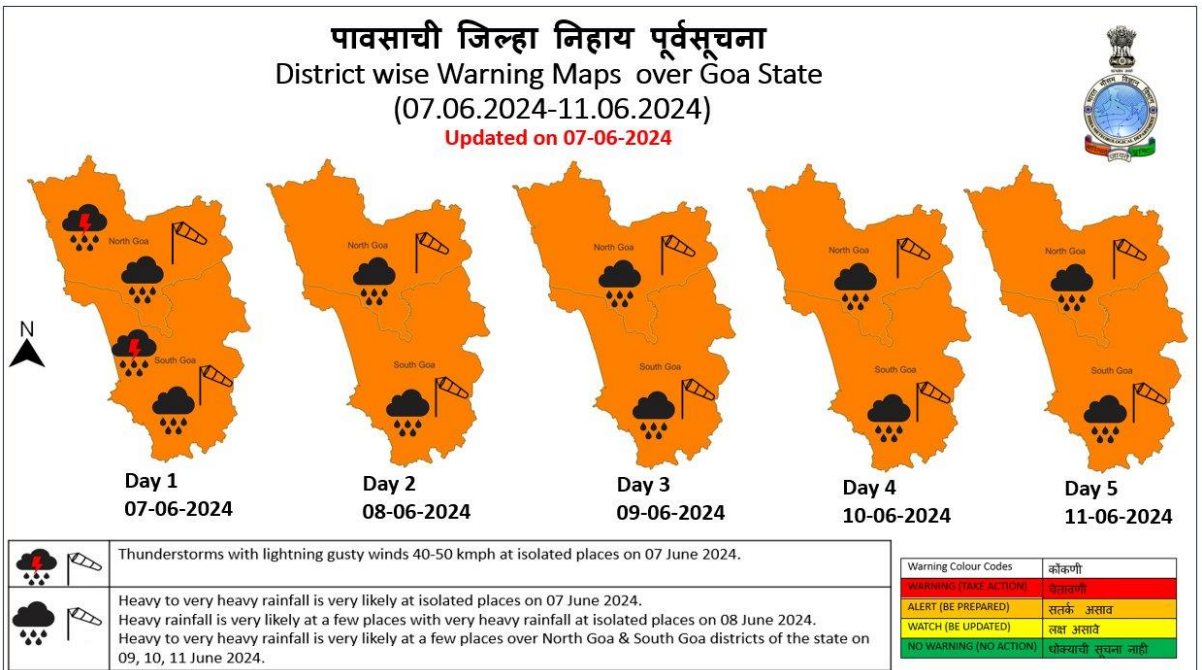 पावसाची जिल्हा निहाय पूर्वसूचना
District wise Warning Maps over Goa State
(07.06.2024-11.06.2024)
Updated on 07-06-2024
North Goa
North Goa
North Goa
North Goa
North Goa
N
South Goa
South Goa
South Goa
South Goa
South Goa
Day 1
07-06-2024
Day 2
08-06-2024
Day 3
09-06-2024
Day 4
10-06-2024
Day 5
11-06-2024
Thunderstorms with lightning gusty winds 40-50 kmph at isolated places on 07 June 2024.
Heavy to very heavy rainfall is very likely at isolated places on 07 June 2024.
Heavy rainfall is very likely at a few places with very heavy rainfall at isolated places on 08 June 2024.
Heavy to very heavy rainfall is very likely at a few places over North Goa & South Goa districts of the state on
09, 10, 11 June 2024.
Warning Colour Codes कोंकणी
WARNING (TAKE ACTION) चेतावणी
ALERT (BE PREPARED) सतर्क असाव
WATCH (BE UPDATED) लक्ष असावे
NO WARNING (NO ACTION) धोक्याची सूचना नाही